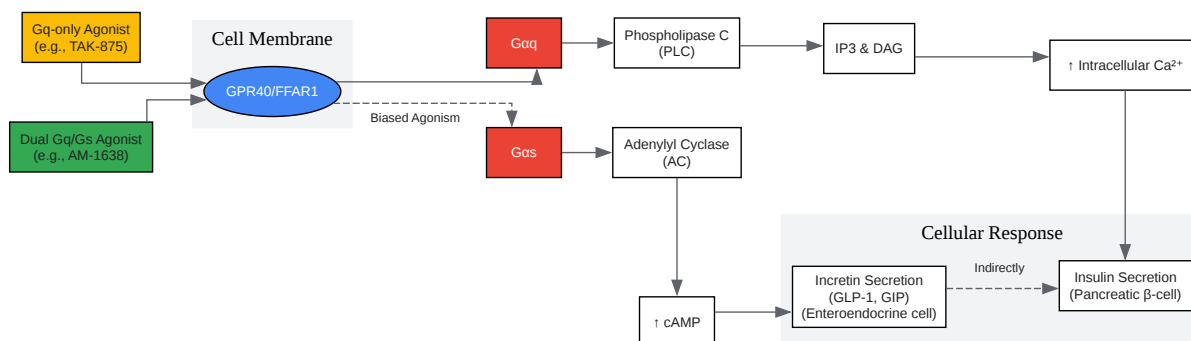 Gq-only Agonist
(e.g., TAK-875)
Cell Membrane
GPR40/FFAR1
Dual Gq/Gs Agonist
(e.g., AM-1638)
Biased Agonism
Gαq
Phospholipase C
(PLC)
IP3 & DAG
↑ Intracellular Ca²⁺
Gαs
Adenylyl Cyclase
(AC)
↑ cAMP
Cellular Response
Incretin Secretion
(GLP-1, GIP)
(Enteroendocrine cell)
Indirectly
Insulin Secretion
(Pancreatic β-cell)